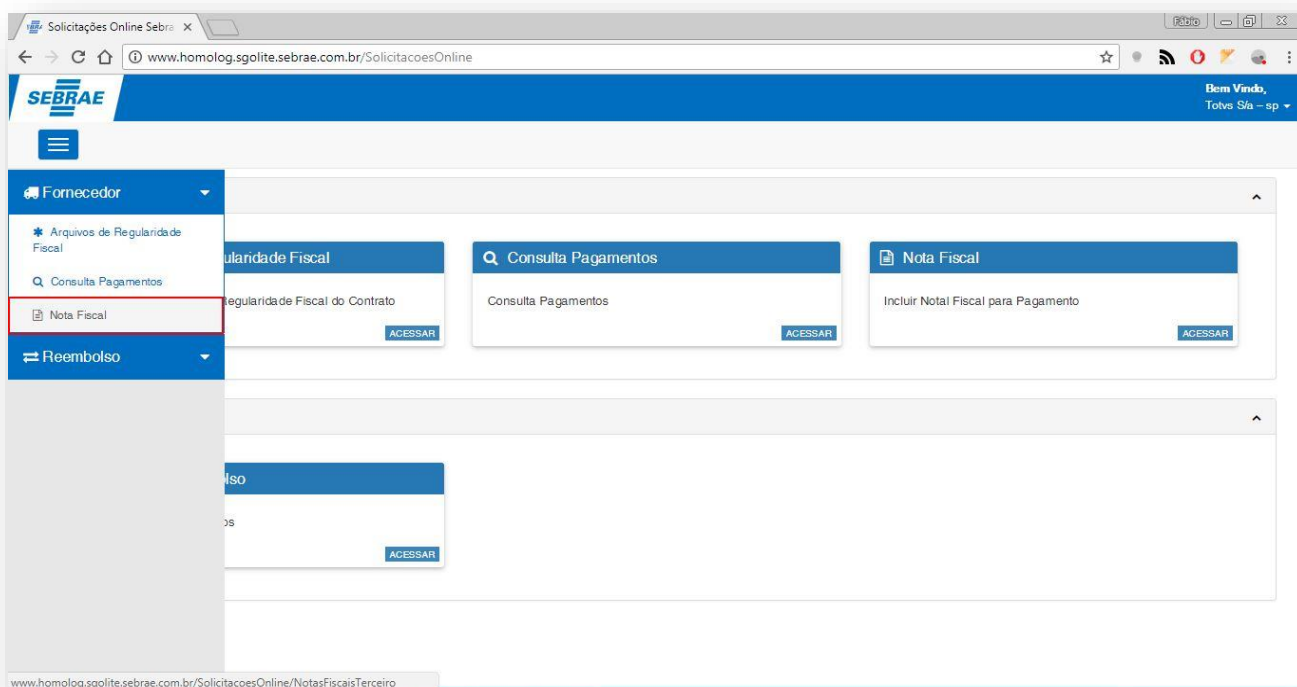 Solicitações Online Sebra
Fábio
www.homolog.sgolite.sebrae.com.br/SolicitacoesOnline
SEBRAE
Bem Vindo,
Totvs S/a – sp
Fornecedor
Arquivos de Regularidade
Fiscal
Consulta Pagamentos
Nota Fiscal
Reembolso
ularidade Fiscal
Regularidade Fiscal do Contrato
ACESSAR
Consulta Pagamentos
Consulta Pagamentos
ACESSAR
Nota Fiscal
Incluir Notal Fiscal para Pagamento
ACESSAR
lso
os
ACESSAR
www.homolog.sgolite.sebrae.com.br/SolicitacoesOnline/NotasFiscaisTerceiro